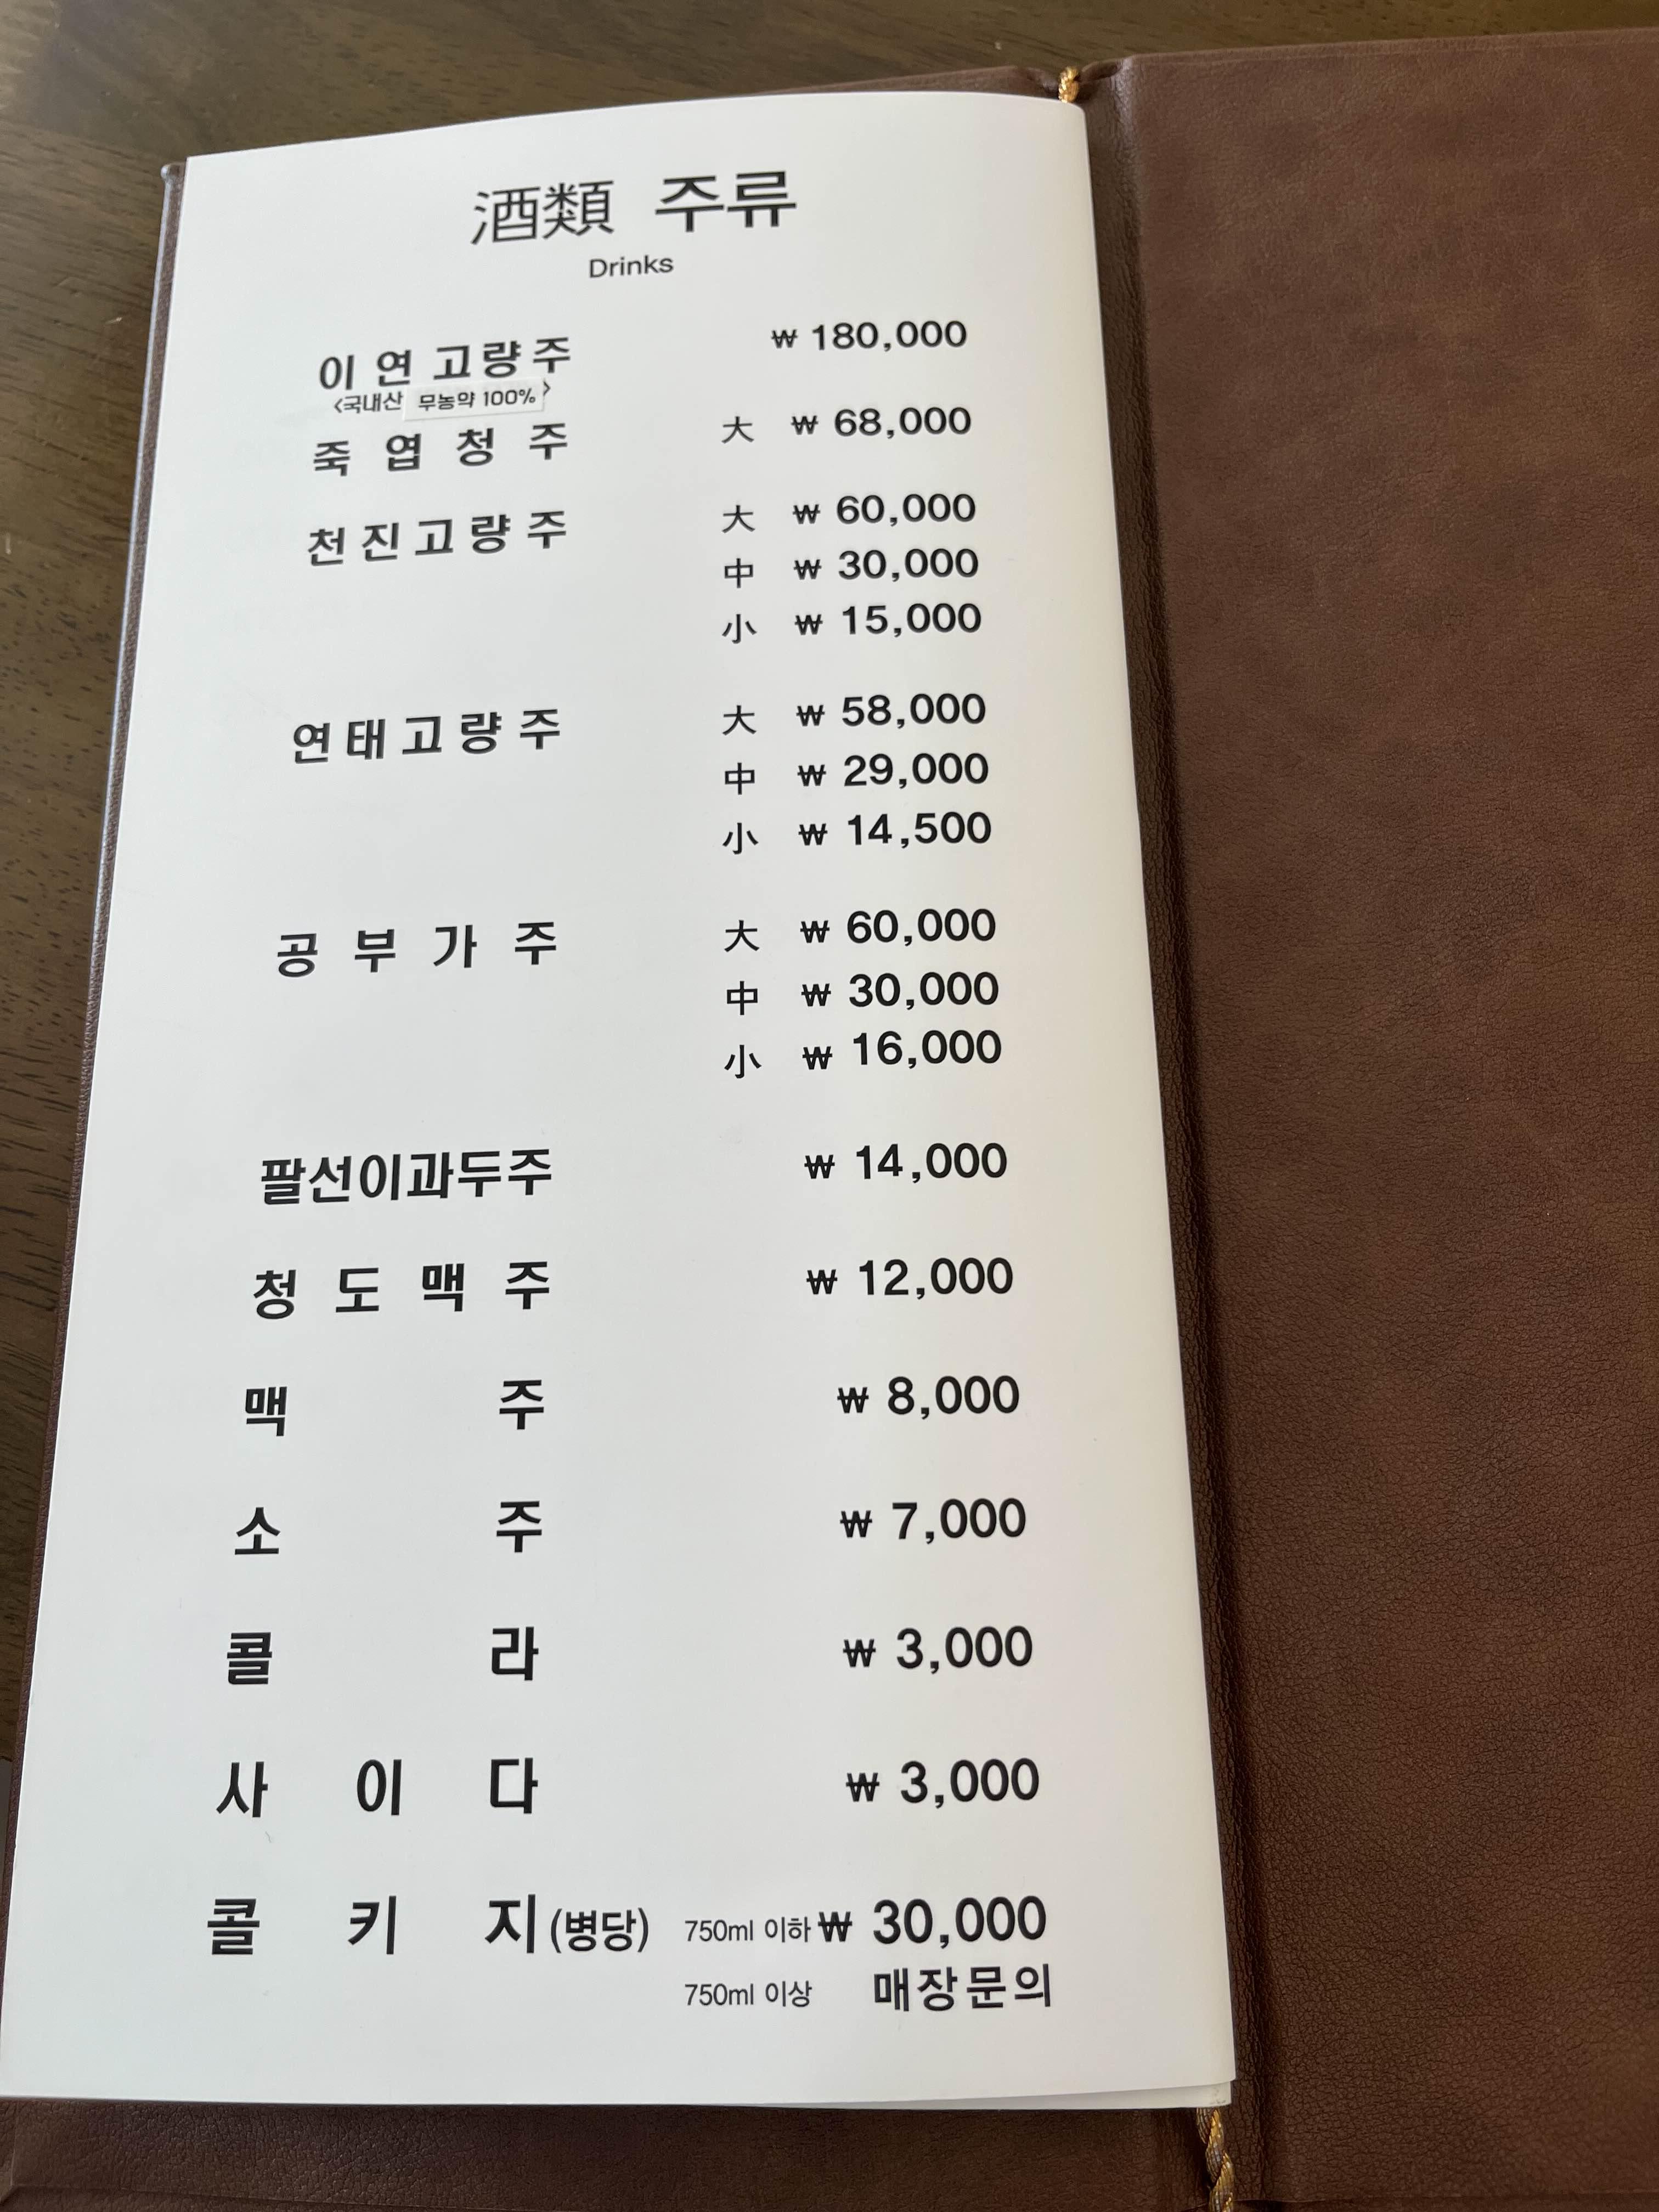 酒類 주류
Drinks
이연고량주 ₩ 180,000
<국내산 무농약 100%>
죽엽청주 大 ₩ 68,000
천진고량주 大 ₩ 60,000
中 ₩ 30,000
小 ₩ 15,000
연태고량주 大 ₩ 58,000
中 ₩ 29,000
小 ₩ 14,500
공부가주 大 ₩ 60,000
中 ₩ 30,000
小 ₩ 16,000
팔선이과두주 ₩ 14,000
청도맥주 ₩ 12,000
맥주 ₩ 8,000
소주 ₩ 7,000
콜라 ₩ 3,000
사이다 ₩ 3,000
콜키지(병당) 750ml 이하 ₩ 30,000
750ml 이상 매장문의